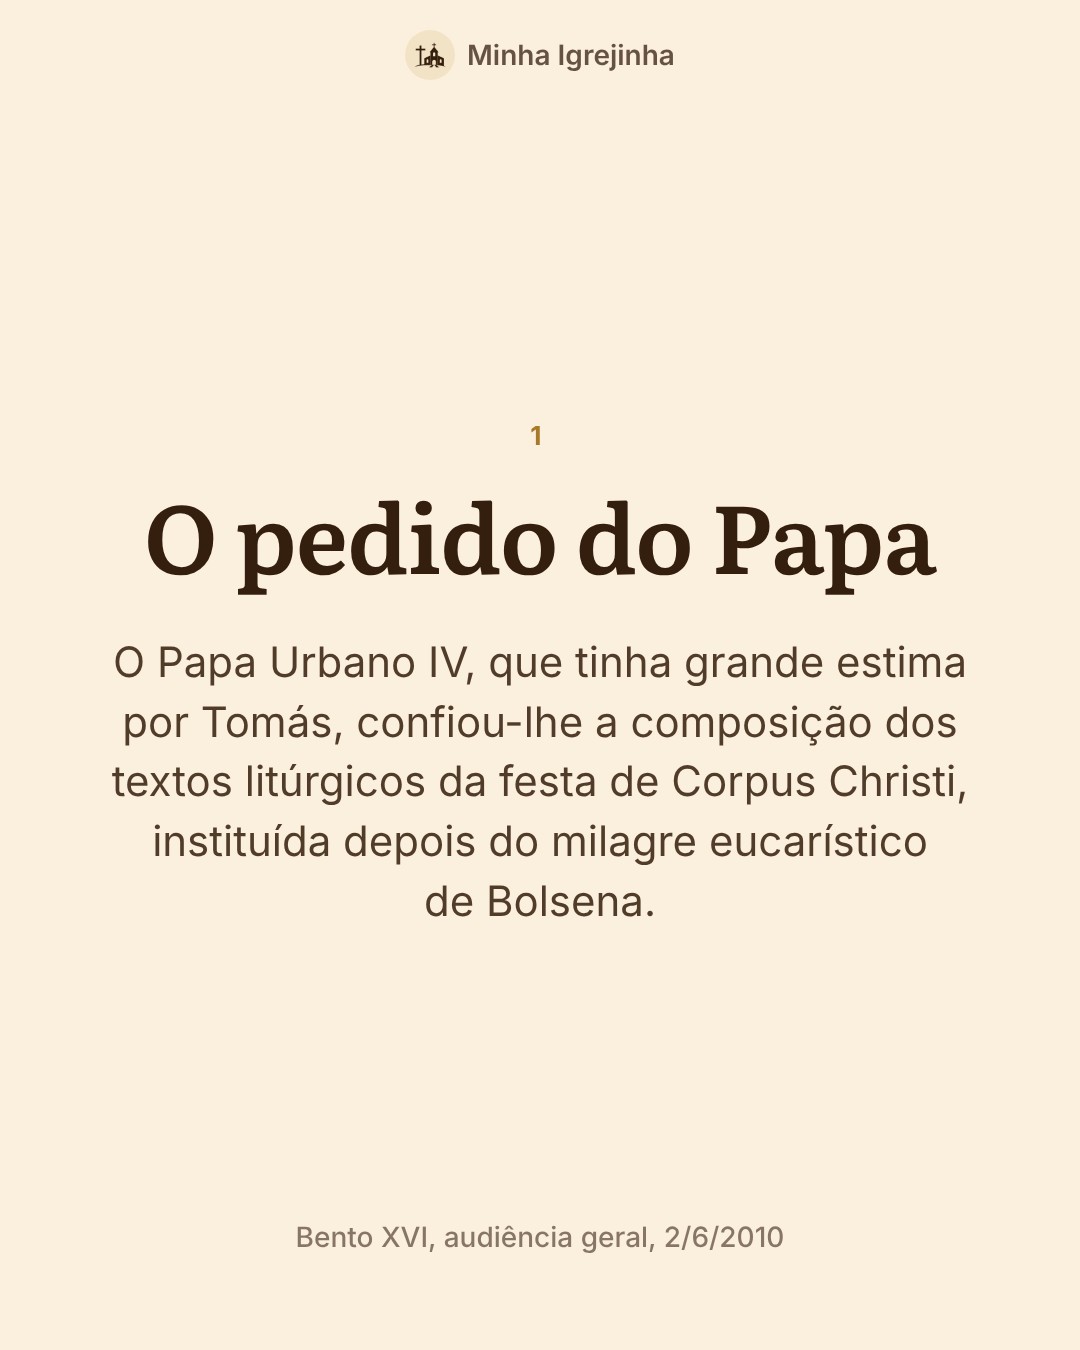 Minha Igrejinha
1
O pedido do Papa
O Papa Urbano IV, que tinha grande estima
por Tomás, confiou-lhe a composição dos
textos litúrgicos da festa de Corpus Christi,
instituída depois do milagre eucarístico
de Bolsena.
Bento XVI, audiência geral, 2/6/2010